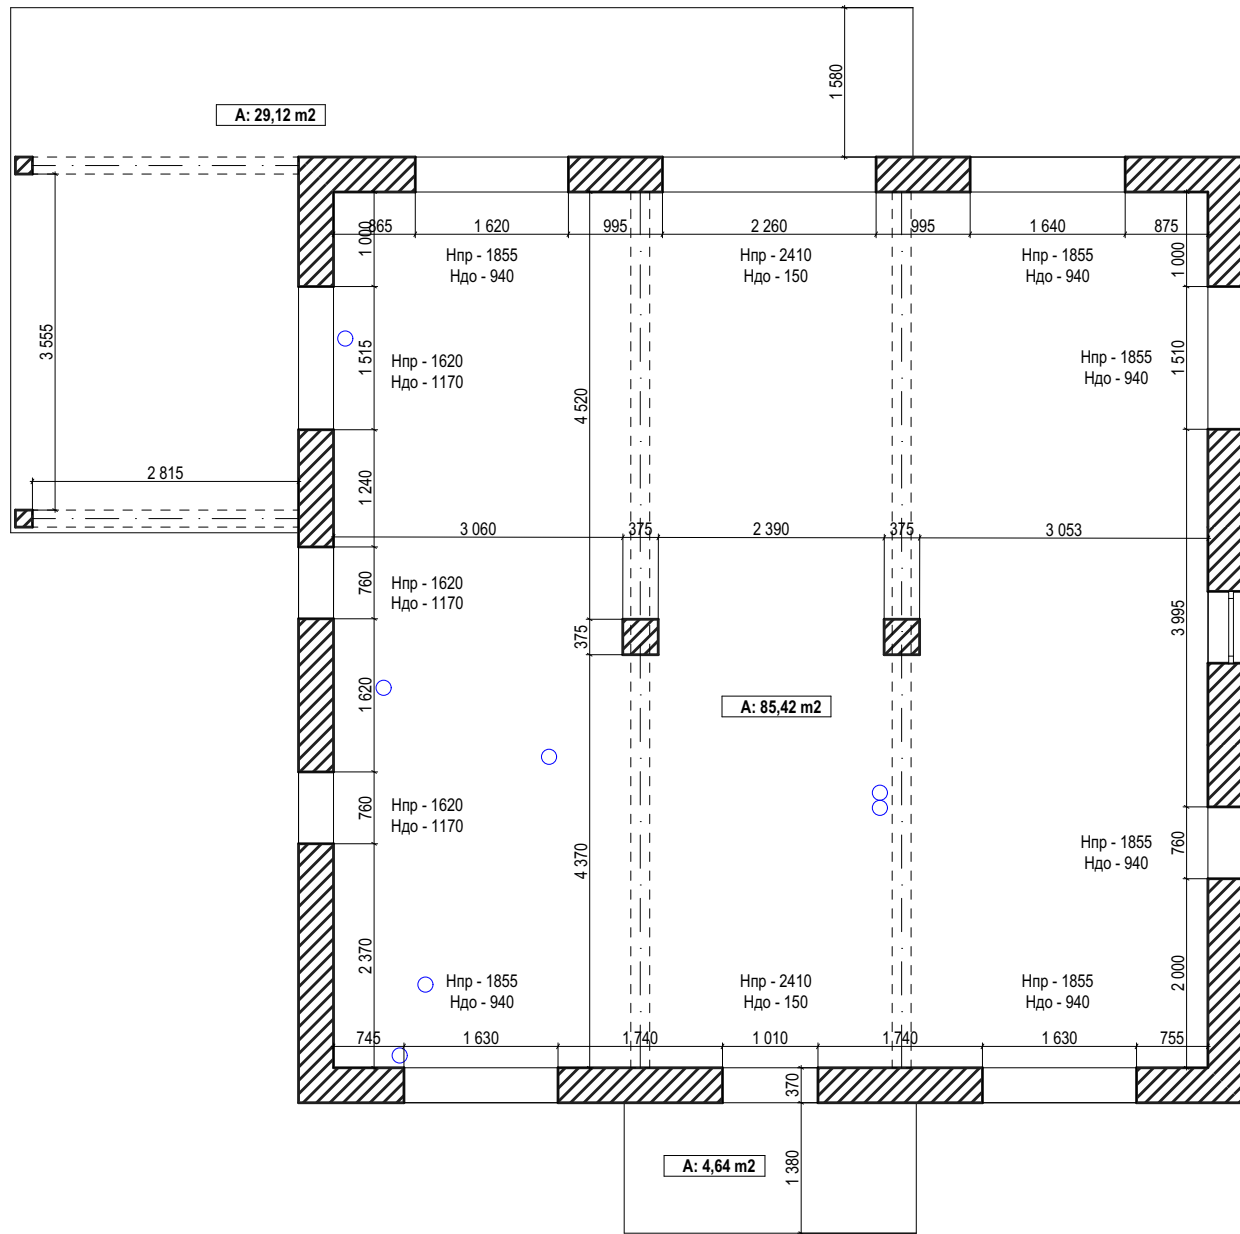 1 580
A: 29,12 m2
865
1 620
995
2 260
995
1 640
875
1 000
1 000
Нпр - 1855
Ндо - 940
Нпр - 2410
Ндо - 150
Нпр - 1855
Ндо - 940
3 555
1 515
Нпр - 1620
Ндо - 1170
4 520
Нпр - 1855
Ндо - 940
1 510
2 815
1 240
3 060
375
2 390
375
3 053
760
Нпр - 1620
Ндо - 1170
375
3 995
1 620
A: 85,42 m2
760
Нпр - 1620
Ндо - 1170
4 370
Нпр - 1855
Ндо - 940
760
2 370
Нпр - 1855
Ндо - 940
Нпр - 2410
Ндо - 150
Нпр - 1855
Ндо - 940
2 000
745
1 630
1 740
1 010
1 740
1 630
755
370
A: 4,64 m2
1 380